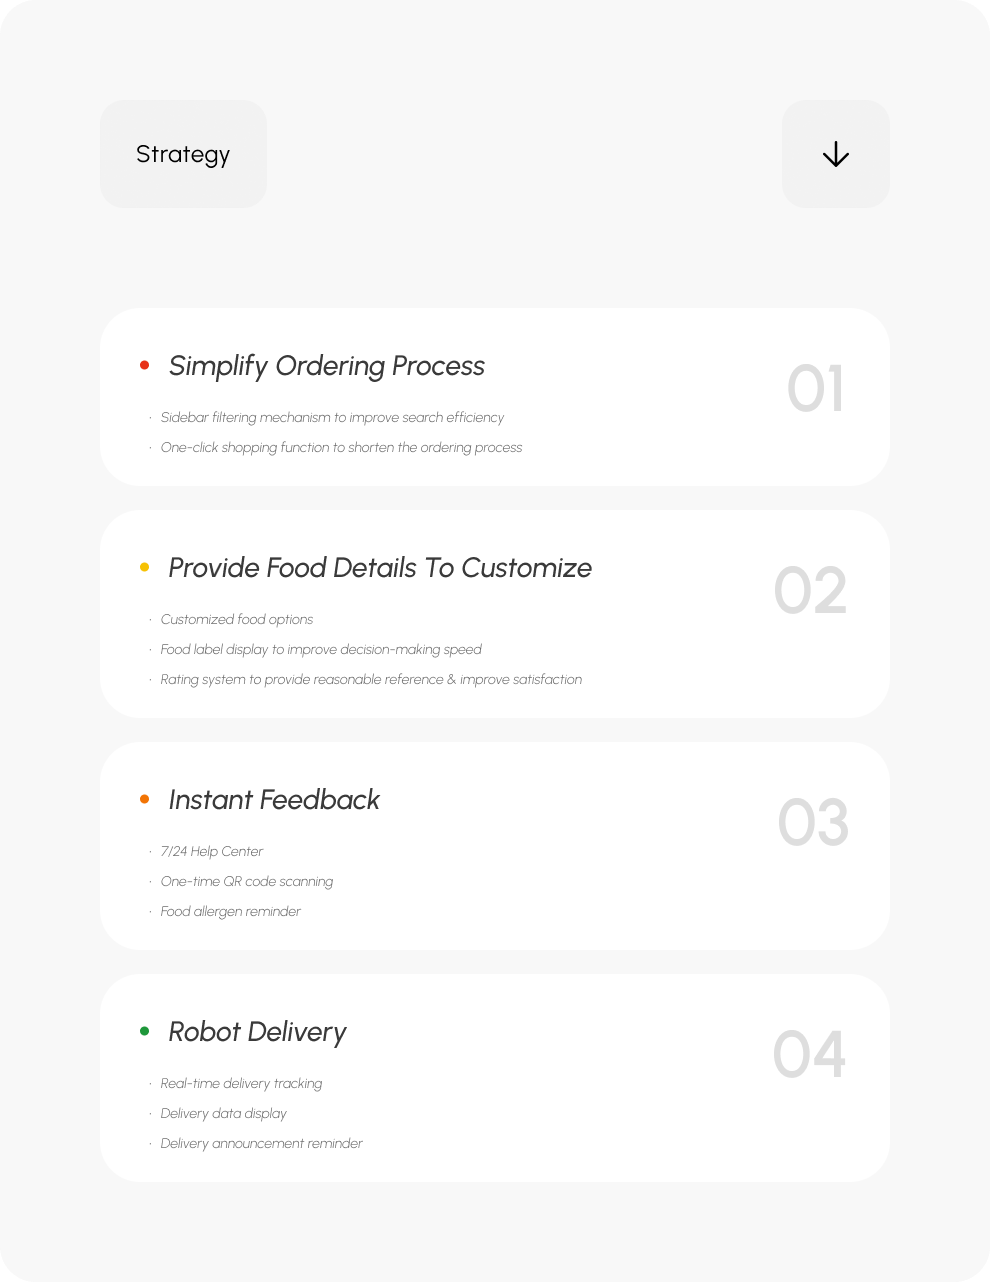 Strategy
Simplify Ordering Process
01
· Sidebar filtering mechanism to improve search efficiency
· One-click shopping function to shorten the ordering process
Provide Food Details To Customize
02
· Customized food options
· Food label display to improve decision-making speed
· Rating system to provide reasonable reference & improve satisfaction
Instant Feedback
03
· 7/24 Help Center
· One-time QR code scanning
· Food allergen reminder
Robot Delivery
04
· Real-time delivery tracking
· Delivery data display
· Delivery announcement reminder